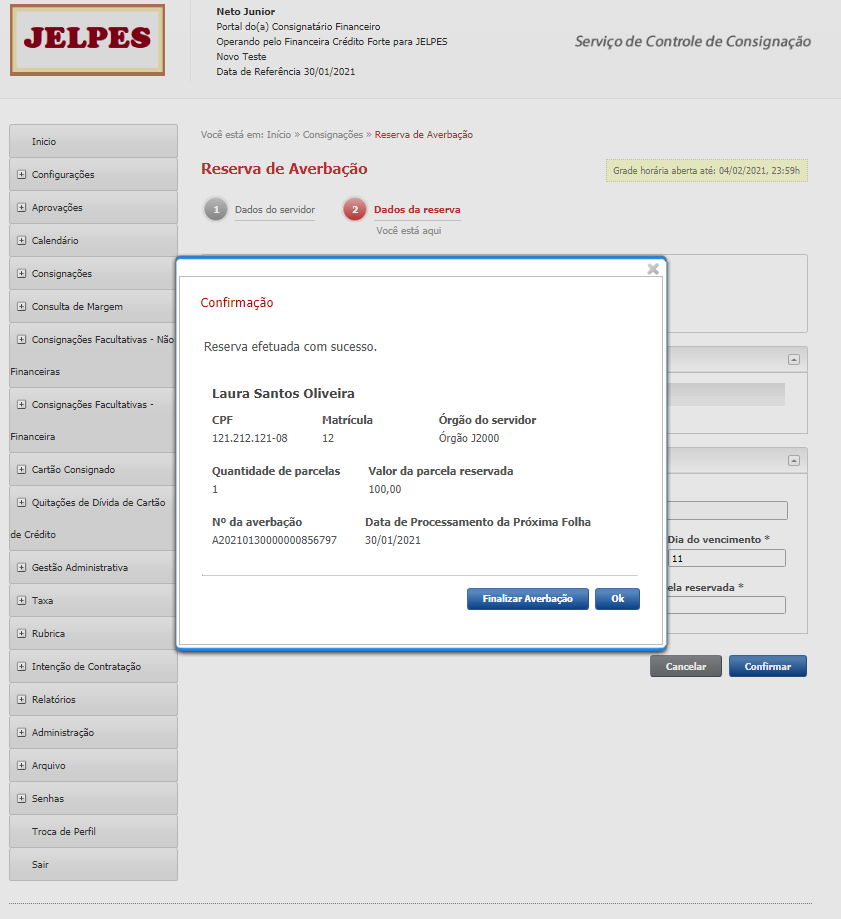 JELPES
Neto Junior
Portal do(a) Consignatário Financeiro
Operando pelo Financeira Crédito Forte para JELPES
Novo Teste
Data de Referência 30/01/2021
Serviço de Controle de Consignação
Inicio
Configurações
Aprovações
Calendário
Consignações
Consulta de Margem
Consignações Facultativas - Não
Financeiras
Consignações Facultativas -
Financeira
Cartão Consignado
Quitações de Dívida de Cartão
de Crédito
Gestão Administrativa
Taxa
Rubrica
Intenção de Contratação
Relatórios
Administração
Arquivo
Senhas
Troca de Perfil
Sair
Você está em: Início » Consignações » Reserva de Averbação
Reserva de Averbação
Grade horária aberta até: 04/02/2021, 23:59h
1 Dados do servidor 2 Dados da reserva
Você está aqui
Confirmação
Reserva efetuada com sucesso.
Laura Santos Oliveira
CPF Matrícula Órgão do servidor
121.212.121-08 12 Órgão J2000
Quantidade de parcelas Valor da parcela reservada
1 100,00
Nº da averbação Data de Processamento da Próxima Folha
A20210130000000856797 30/01/2021
Finalizar Averbação Ok
Dia do vencimento *
11
ela reservada *
Cancelar Confirmar